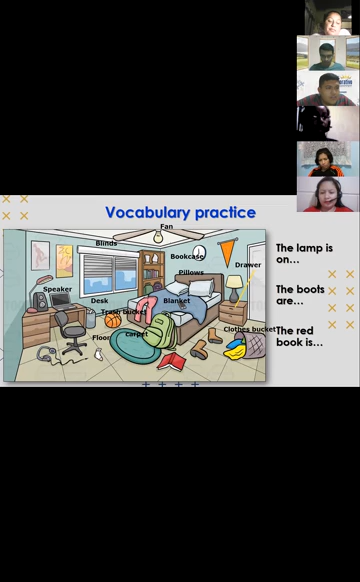 Vocabulary practice
Fan
Blinds
Bookcase
Drawer
Pillows
Speaker
Desk
Blanket
Trash bucket
Clothes bucket
Floor
carpet
The lamp is
on...
The boots
are...
The red
book is...